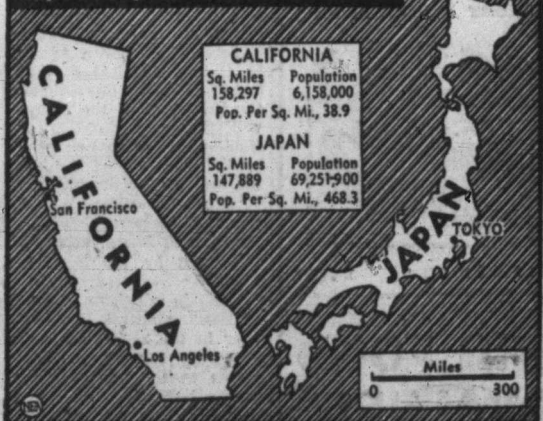 CALIFORNIA
Sq. Miles Population
158,297 6,158,000
Pop. Per Sq. Mi., 38.9
JAPAN
Sq. Miles Population
147,889 69,251,900
Pop. Per Sq. Mi., 468.3
CALIFORNIA
San Francisco
Los Angeles
JAPAN
TOKYO
Miles
0 300
NEA